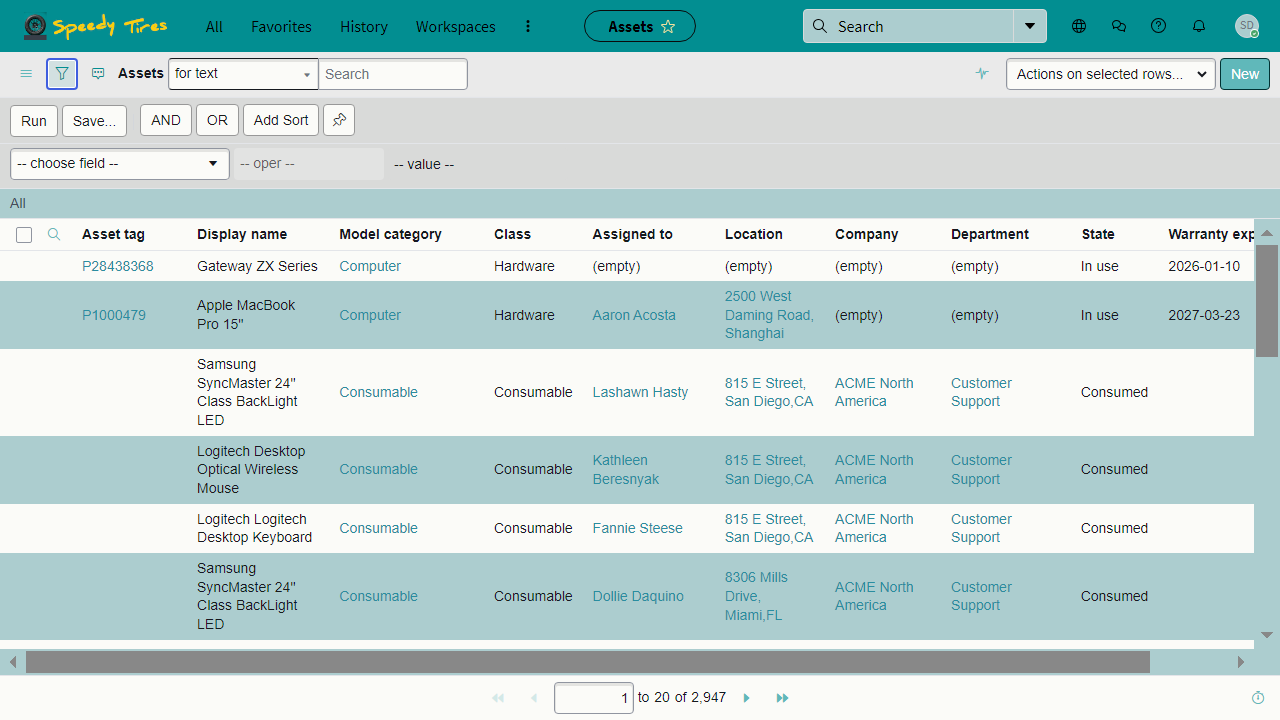 Speedy Tires
All
Favorites
History
Workspaces
Assets
Search
SD
Assets
for text
Search
Actions on selected rows...
New
Run
Save...
AND
OR
Add Sort
-- choose field --
-- oper --
-- value --
All
Asset tag
Display name
Model category
Class
Assigned to
Location
Company
Department
State
Warranty exp
P28438368
Gateway ZX Series
Computer
Hardware
(empty)
(empty)
(empty)
(empty)
In use
2026-01-10
P1000479
Apple MacBook
Pro 15"
Computer
Hardware
Aaron Acosta
2500 West
Daming Road,
Shanghai
(empty)
(empty)
In use
2027-03-23
Samsung
SyncMaster 24"
Class BackLight
LED
Consumable
Consumable
Lashawn Hasty
815 E Street,
San Diego,CA
ACME North
America
Customer
Support
Consumed
Logitech Desktop
Optical Wireless
Mouse
Consumable
Consumable
Kathleen
Beresnyak
815 E Street,
San Diego,CA
ACME North
America
Customer
Support
Consumed
Logitech Logitech
Desktop Keyboard
Consumable
Consumable
Fannie Steese
815 E Street,
San Diego,CA
ACME North
America
Customer
Support
Consumed
Samsung
SyncMaster 24"
Class BackLight
LED
Consumable
Consumable
Dollie Daquino
8306 Mills
Drive,
Miami,FL
ACME North
America
Customer
Support
Consumed
1 to 20 of 2,947